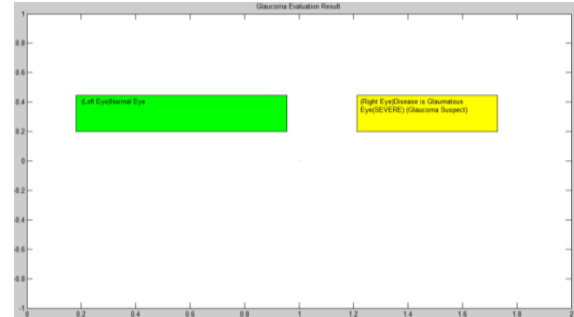 Glaucoma Evaluation Result
1
0.8
0.6
0.4
0.2
0
-0.2
-0.4
-0.6
-0.8
-1
(Left Eye)Normal Eye
(Right Eye)Disease is Glaumatous
Eye(SEVERE) (Glaucoma Suspect)
0 0.2 0.4 0.6 0.8 1 1.2 1.4 1.6 1.8 2